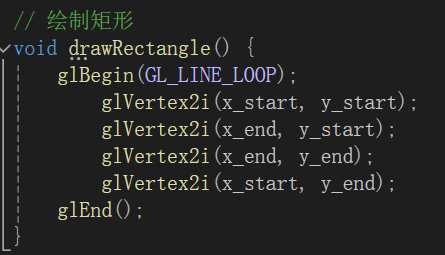 // 绘制矩形
void drawRectangle() {
    glBegin(GL_LINE_LOOP);
        glVertex2i(x_start, y_start);
        glVertex2i(x_end, y_start);
        glVertex2i(x_end, y_end);
        glVertex2i(x_start, y_end);
    glEnd();
}